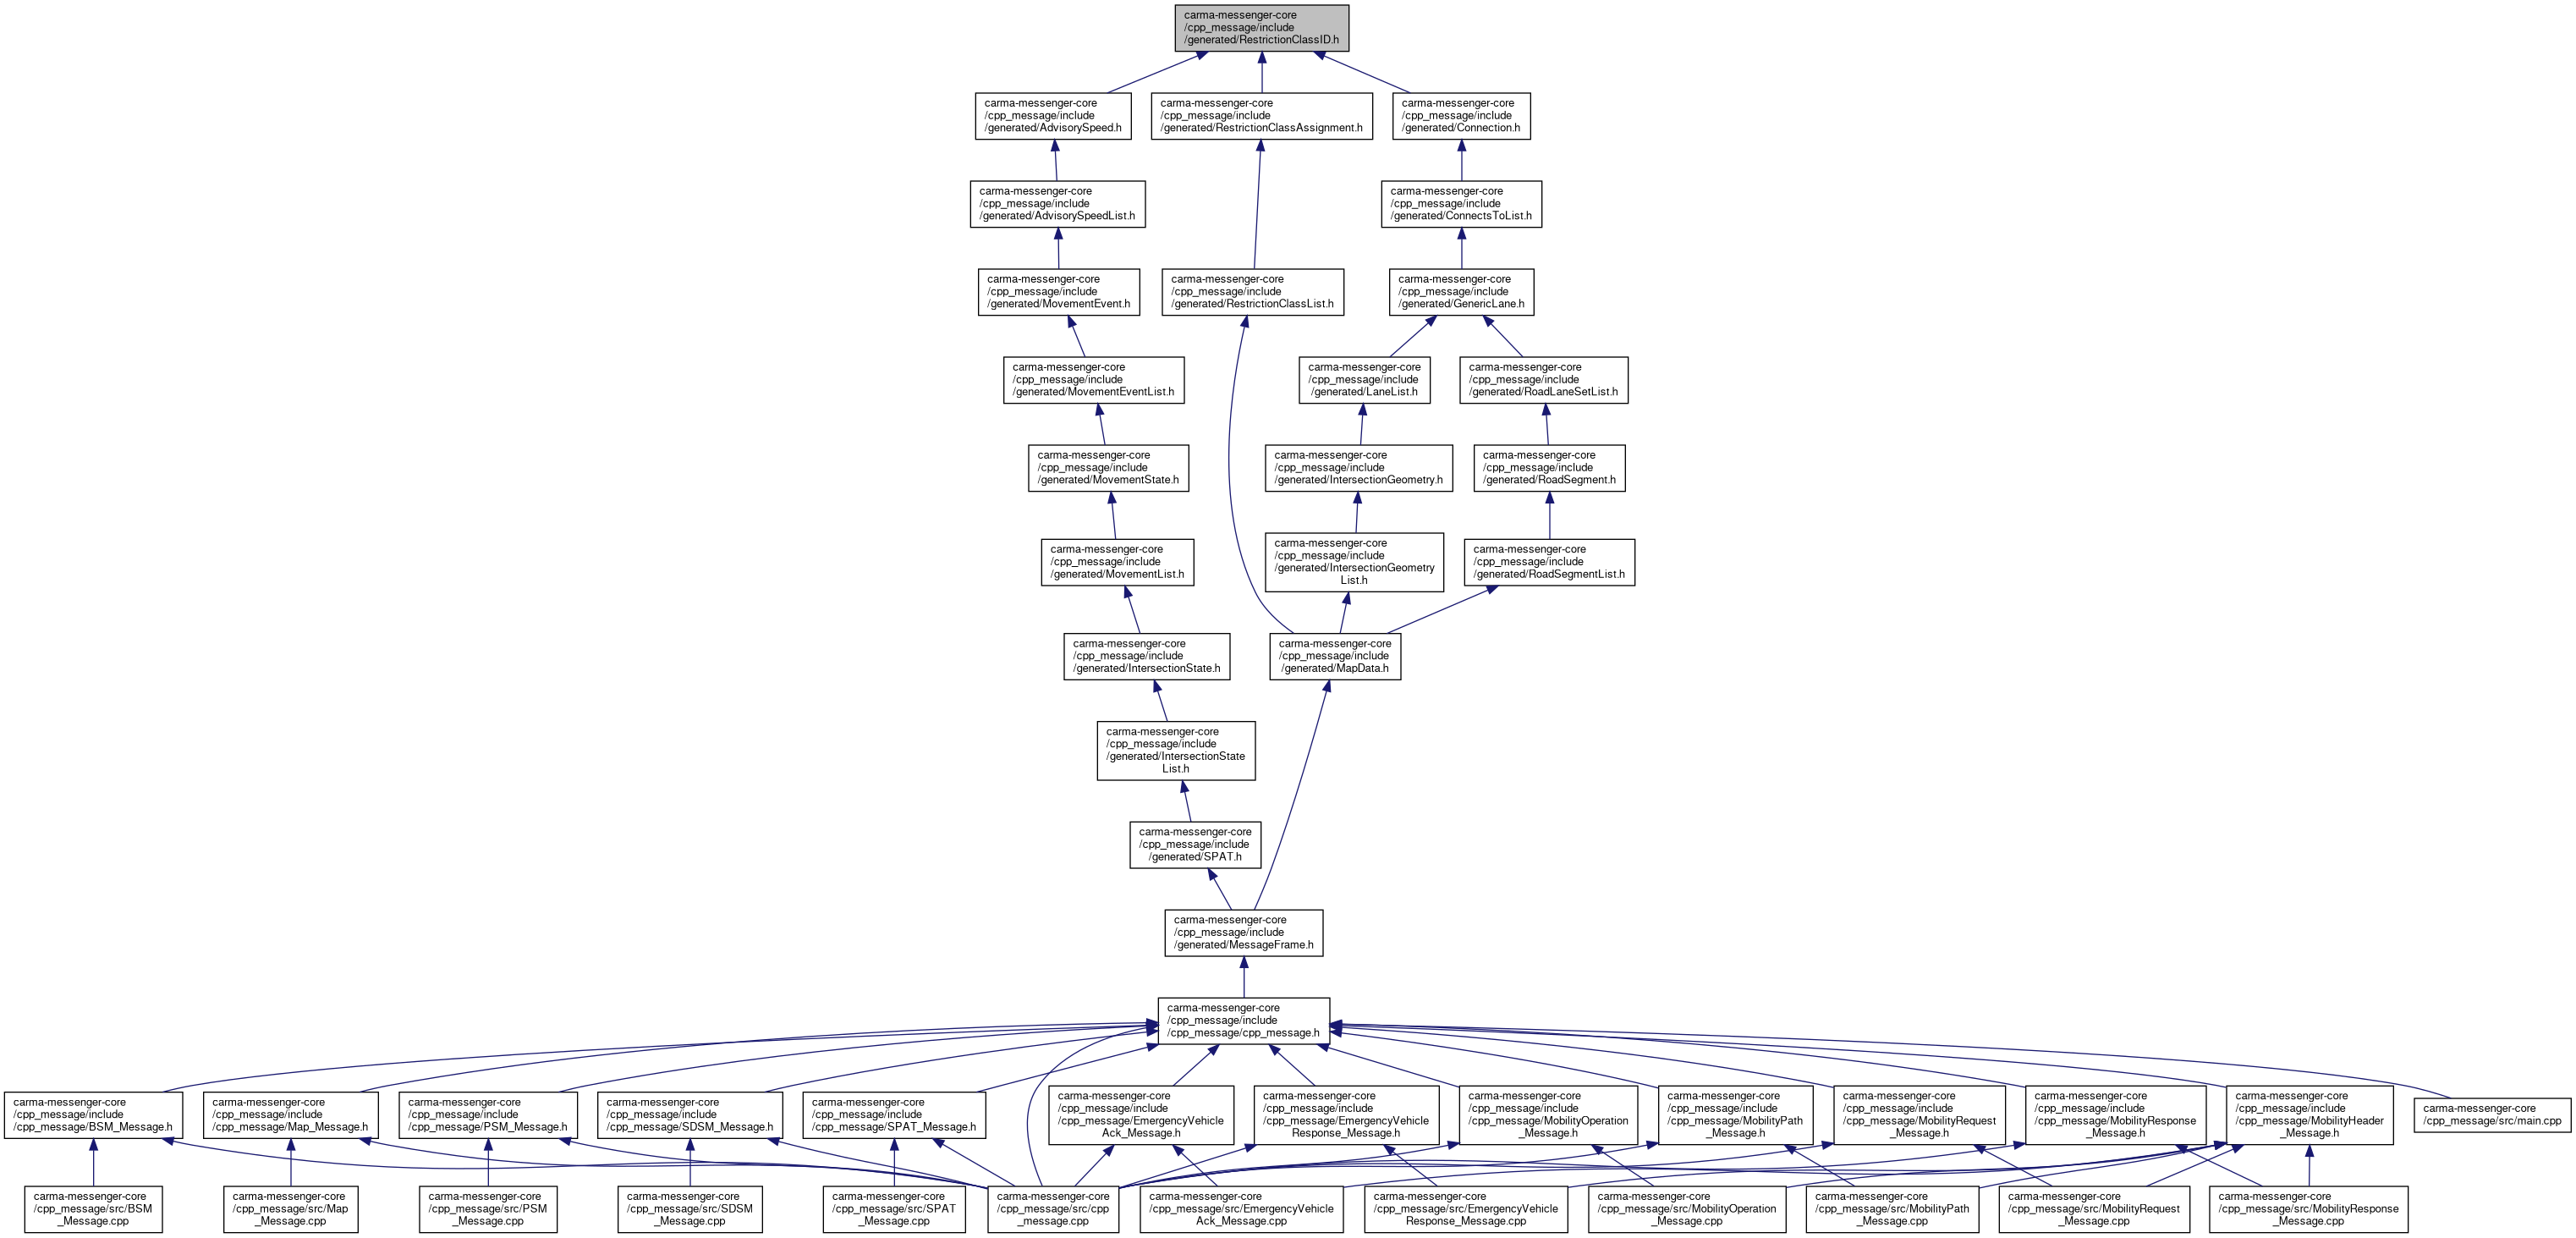 carma-messenger-core
/cpp_message/include
/generated/RestrictionClassID.h
carma-messenger-core
/cpp_message/include
/generated/AdvisorySpeed.h
carma-messenger-core
/cpp_message/include
/generated/RestrictionClassAssignment.h
carma-messenger-core
/cpp_message/include
/generated/Connection.h
carma-messenger-core
/cpp_message/include
/generated/AdvisorySpeedList.h
carma-messenger-core
/cpp_message/include
/generated/ConnectsToList.h
carma-messenger-core
/cpp_message/include
/generated/MovementEvent.h
carma-messenger-core
/cpp_message/include
/generated/RestrictionClassList.h
carma-messenger-core
/cpp_message/include
/generated/GenericLane.h
carma-messenger-core
/cpp_message/include
/generated/MovementEventList.h
carma-messenger-core
/cpp_message/include
/generated/LaneList.h
carma-messenger-core
/cpp_message/include
/generated/RoadLaneSetList.h
carma-messenger-core
/cpp_message/include
/generated/MovementState.h
carma-messenger-core
/cpp_message/include
/generated/IntersectionGeometry.h
carma-messenger-core
/cpp_message/include
/generated/RoadSegment.h
carma-messenger-core
/cpp_message/include
/generated/MovementList.h
carma-messenger-core
/cpp_message/include
/generated/IntersectionGeometry
List.h
carma-messenger-core
/cpp_message/include
/generated/RoadSegmentList.h
carma-messenger-core
/cpp_message/include
/generated/IntersectionState.h
carma-messenger-core
/cpp_message/include
/generated/MapData.h
carma-messenger-core
/cpp_message/include
/generated/IntersectionState
List.h
carma-messenger-core
/cpp_message/include
/generated/SPAT.h
carma-messenger-core
/cpp_message/include
/generated/MessageFrame.h
carma-messenger-core
/cpp_message/include
/cpp_message/cpp_message.h
carma-messenger-core
/cpp_message/include
/cpp_message/BSM_Message.h
carma-messenger-core
/cpp_message/include
/cpp_message/Map_Message.h
carma-messenger-core
/cpp_message/include
/cpp_message/PSM_Message.h
carma-messenger-core
/cpp_message/include
/cpp_message/SDSM_Message.h
carma-messenger-core
/cpp_message/include
/cpp_message/SPAT_Message.h
carma-messenger-core
/cpp_message/include
/cpp_message/EmergencyVehicle
Ack_Message.h
carma-messenger-core
/cpp_message/include
/cpp_message/EmergencyVehicle
Response_Message.h
carma-messenger-core
/cpp_message/include
/cpp_message/MobilityOperation
_Message.h
carma-messenger-core
/cpp_message/include
/cpp_message/MobilityPath
_Message.h
carma-messenger-core
/cpp_message/include
/cpp_message/MobilityRequest
_Message.h
carma-messenger-core
/cpp_message/include
/cpp_message/MobilityResponse
_Message.h
carma-messenger-core
/cpp_message/include
/cpp_message/MobilityHeader
_Message.h
carma-messenger-core
/cpp_message/src/main.cpp
carma-messenger-core
/cpp_message/src/BSM
_Message.cpp
carma-messenger-core
/cpp_message/src/Map
_Message.cpp
carma-messenger-core
/cpp_message/src/PSM
_Message.cpp
carma-messenger-core
/cpp_message/src/SDSM
_Message.cpp
carma-messenger-core
/cpp_message/src/SPAT
_Message.cpp
carma-messenger-core
/cpp_message/src/cpp
_message.cpp
carma-messenger-core
/cpp_message/src/EmergencyVehicle
Ack_Message.cpp
carma-messenger-core
/cpp_message/src/EmergencyVehicle
Response_Message.cpp
carma-messenger-core
/cpp_message/src/MobilityOperation
_Message.cpp
carma-messenger-core
/cpp_message/src/MobilityPath
_Message.cpp
carma-messenger-core
/cpp_message/src/MobilityRequest
_Message.cpp
carma-messenger-core
/cpp_message/src/MobilityResponse
_Message.cpp